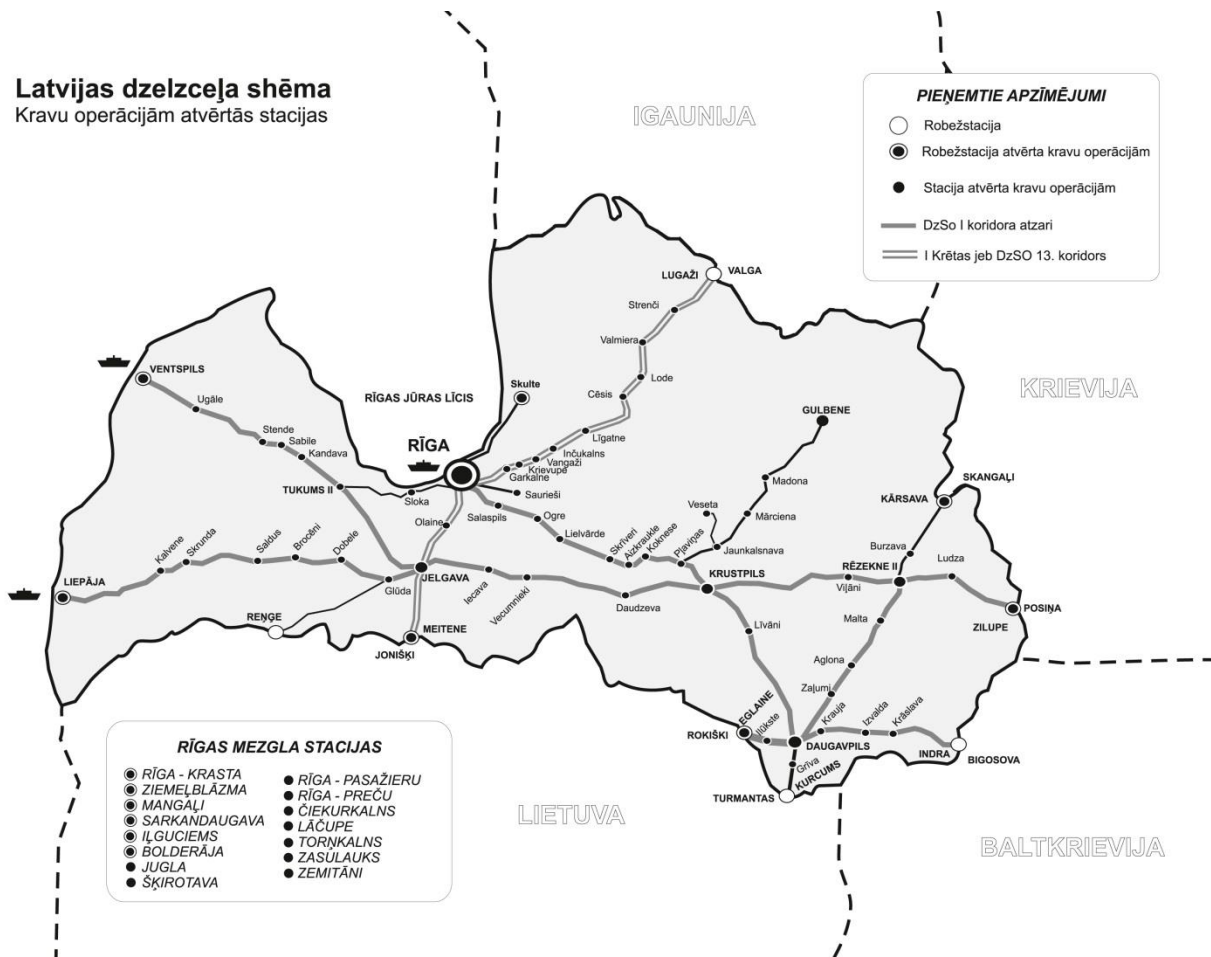 Latvijas dzelzceļa shēma
Kravu operācijām atvērtās stacijas
IGAUNIJA
PIEŅEMTIE APZĪMĒJUMI
Robežstacija
Robežstacija atvērta kravu operācijām
Stacija atvērta kravu operācijām
DzSo I koridora atzari
I Krētas jeb DzSO 13. koridors
LUGAŽI
VALGA
Strenči
Valmiera
Lode
Cēsis
Līgatne
Inčukalns
Vangaži
Krievupe
Garkalne
VENTSPILS
Ugāle
Stende
Sabile
Kandava
TUKUMS II
Sloka
RĪGAS JŪRAS LĪCIS
Skulte
RĪGA
Saurieši
Olaine
Salaspils
Ogre
Lielvārde
Skrīveri
Aizkraukle
Koknese
Pļaviņas
KRIEVIJA
GULBENE
Madona
Mārciena
Veseta
Jaunkalsnava
SKANGAĻI
KĀRSAVA
Burzava
RĒZEKNE II
Ludza
POSIŅA
ZILUPE
Viļāni
Malta
Aglona
Zaļumi
KRUSTPILS
Līvāni
LIEPĀJA
Kalvene
Skrunda
Saldus
Brocēni
Dobele
Glūda
JELGAVA
Iecava
Vecumnieki
Daudzeva
REŅĢE
MEITENE
JONIŠĶI
EGLAINE
ROKIŠKI
Ilūkste
DAUGAVPILS
Krauja
Izvalda
Krāslava
INDRA
BIGOSOVA
Grīva
KURCUMS
TURMANTAS
LIETUVA
BALTKRIEVIJA
RĪGAS MEZGLA STACIJAS
RĪGA - KRASTA
ZIEMEĻBLĀZMA
MANGAĻI
SARKANDAUGAVA
IĻGUCIEMS
BOLDERĀJA
JUGLA
ŠĶIROTAVA
RĪGA - PASAŽIERU
RĪGA - PREČU
ČIEKURKALNS
LĀČUPE
TORŅKALNS
ZASULAUKS
ZEMITĀNI